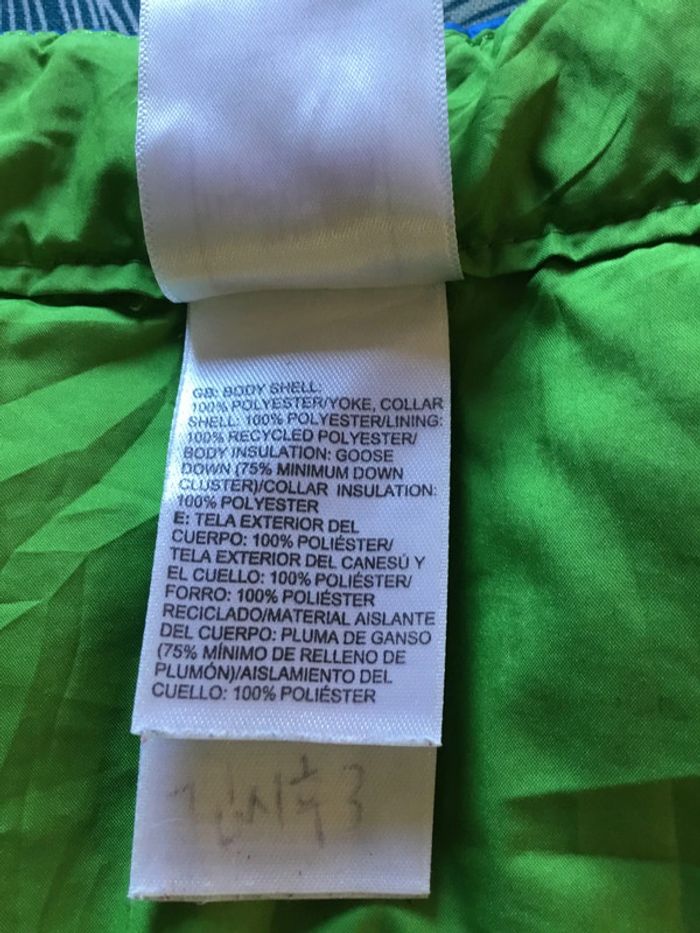 GB: BODY SHELL:
100% POLYESTER/YOKE, COLLAR
SHELL: 100% POLYESTER/LINING:
100% RECYCLED POLYESTER/
BODY INSULATION: GOOSE
DOWN (75% MINIMUM DOWN
CLUSTER)/COLLAR INSULATION:
100% POLYESTER
E: TELA EXTERIOR DEL
CUERPO: 100% POLIÉSTER/
TELA EXTERIOR DEL CANESÚ Y
EL CUELLO: 100% POLIÉSTER/
FORRO: 100% POLIÉSTER
RECICLADO/MATERIAL AISLANTE
DEL CUERPO: PLUMA DE GANSO
(75% MÍNIMO DE RELLENO DE
PLUMÓN)/AISLAMIENTO DEL
CUELLO: 100% POLIÉSTER